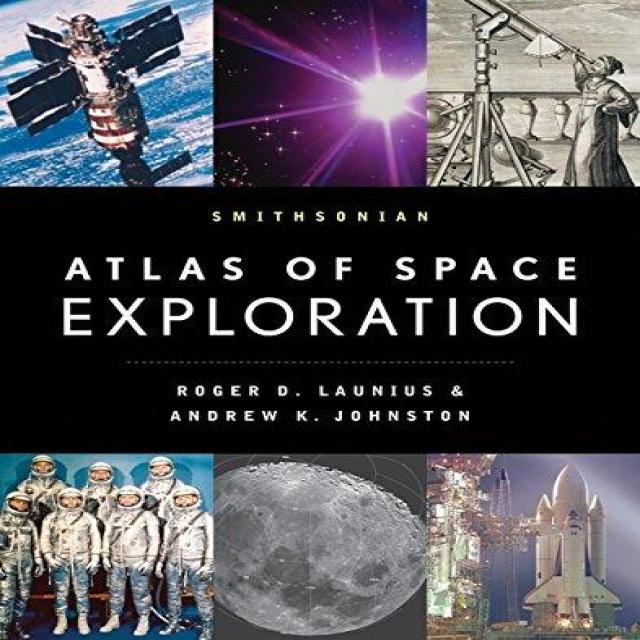 SMITHSONIAN
ATLAS OF SPACE
EXPLORATION
ROGER D. LAUNIUS &
ANDREW K. JOHNSTON